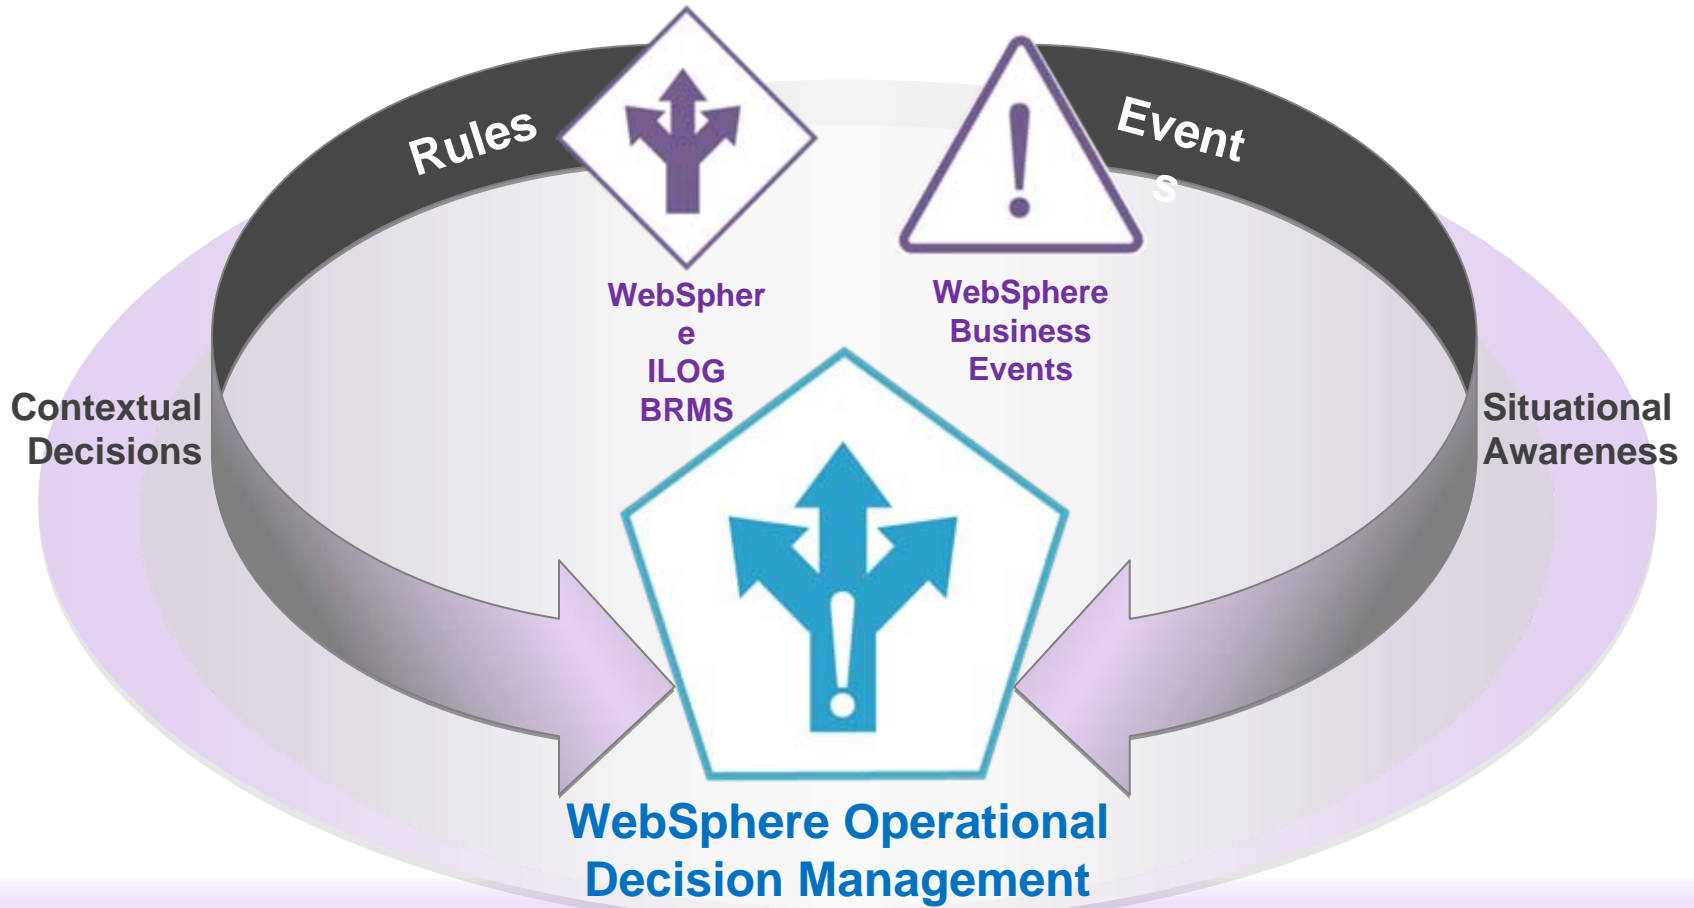 Rules
Event
s
WebSpher
e
ILOG
BRMS
WebSphere
Business
Events
Contextual
Decisions
Situational
Awareness
WebSphere Operational
Decision Management